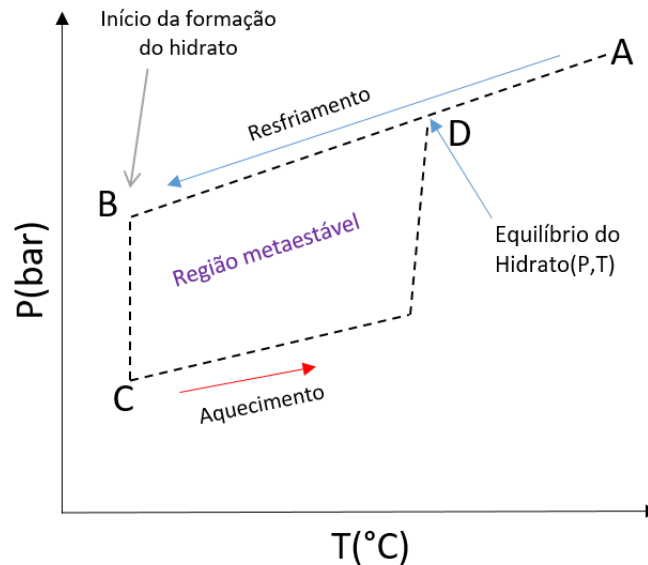 Início da formação
do hidrato
A
Resfriamento
D
B
Equilíbrio do
Hidrato(P,T)
Região metaestável
P(bar)
C
Aquecimento
T(°C)